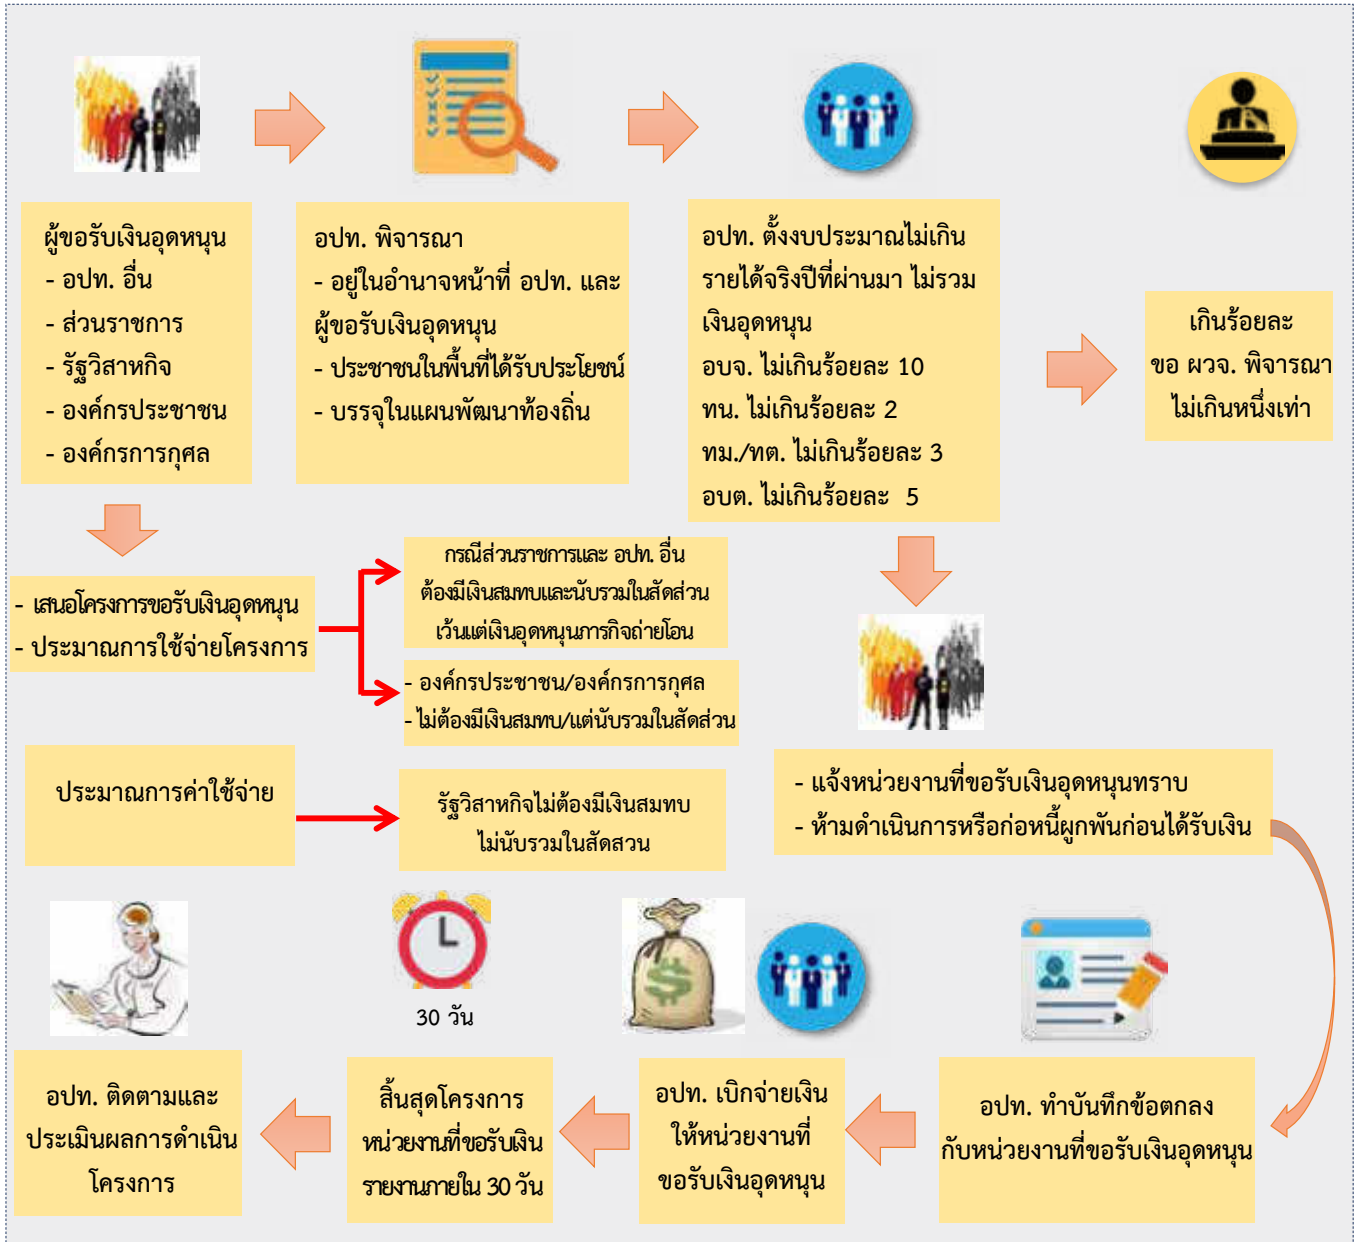 ผู้ขอรับเงินอุดหนุน
- อปท. อื่น
- ส่วนราชการ
- รัฐวิสาหกิจ
- องค์กรประชาชน
- องค์กรการกุศล
อปท. พิจารณา
- อยู่ในอำนาจหน้าที่ อปท. และ
ผู้ขอรับเงินอุดหนุน
- ประชาชนในพื้นที่ได้รับประโยชน์
- บรรจุในแผนพัฒนาท้องถิ่น
อปท. ตั้งงบประมาณไม่เกิน
รายได้จริงปีที่ผ่านมา ไม่รวม
เงินอุดหนุน
อบจ. ไม่เกินร้อยละ 10
ทน. ไม่เกินร้อยละ 2
ทม./ทต. ไม่เกินร้อยละ 3
อบต. ไม่เกินร้อยละ 5
เกินร้อยละ
ขอ ผวจ. พิจารณา
ไม่เกินหนึ่งเท่า
- เสนอโครงการขอรับเงินอุดหนุน
- ประมาณการใช้จ่ายโครงการ
กรณีส่วนราชการและ อปท. อื่น
ต้องมีเงินสมทบและนับรวมในสัดส่วน
เว้นแต่เงินอุดหนุนภารกิจถ่ายโอน
- องค์กรประชาชน/องค์กรการกุศล
- ไม่ต้องมีเงินสมทบ/แต่นับรวมในสัดส่วน
ประมาณการค่าใช้จ่าย
รัฐวิสาหกิจไม่ต้องมีเงินสมทบ
ไม่นับรวมในสัดสวน
- แจ้งหน่วยงานที่ขอรับเงินอุดหนุนทราบ
- ห้ามดำเนินการหรือก่อหนี้ผูกพันก่อนได้รับเงิน
30 วัน
อปท. ติดตามและ
ประเมินผลการดำเนิน
โครงการ
สิ้นสุดโครงการ
หน่วยงานที่ขอรับเงิน
รายงานภายใน 30 วัน
อปท. เบิกจ่ายเงิน
ให้หน่วยงานที่
ขอรับเงินอุดหนุน
อปท. ทำบันทึกข้อตกลง
กับหน่วยงานที่ขอรับเงินอุดหนุน